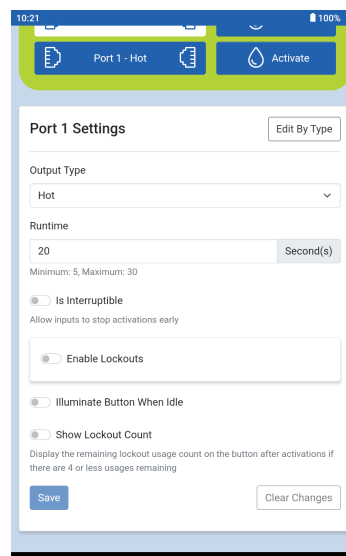 10:21
100%
Port 1 - Hot
Activate
Port 1 Settings
Edit By Type
Output Type
Hot
Runtime
20
Second(s)
Minimum: 5, Maximum: 30
Is Interruptible
Allow inputs to stop activations early
Enable Lockouts
Illuminate Button When Idle
Show Lockout Count
Display the remaining lockout usage count on the button after activations if
there are 4 or less usages remaining
Save
Clear Changes